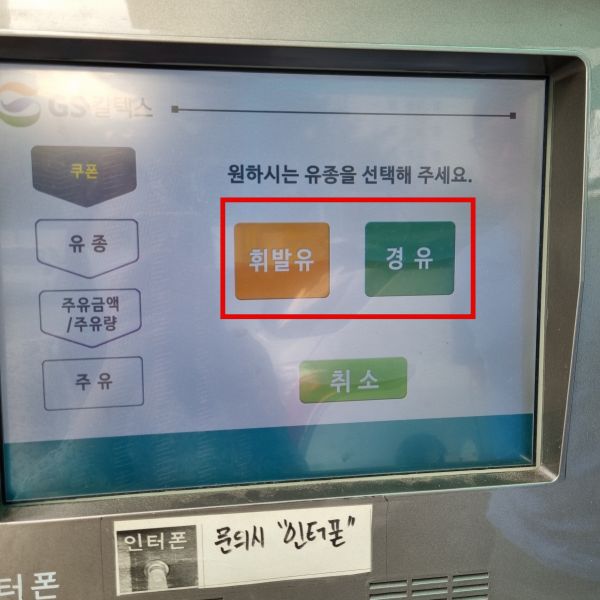 GS칼텍스
쿠폰
원하시는 유종을 선택해 주세요.
유종
휘발유
경유
주유금액
/주유량
주유
취소
인터폰
문의시 "인터폰"
터폰